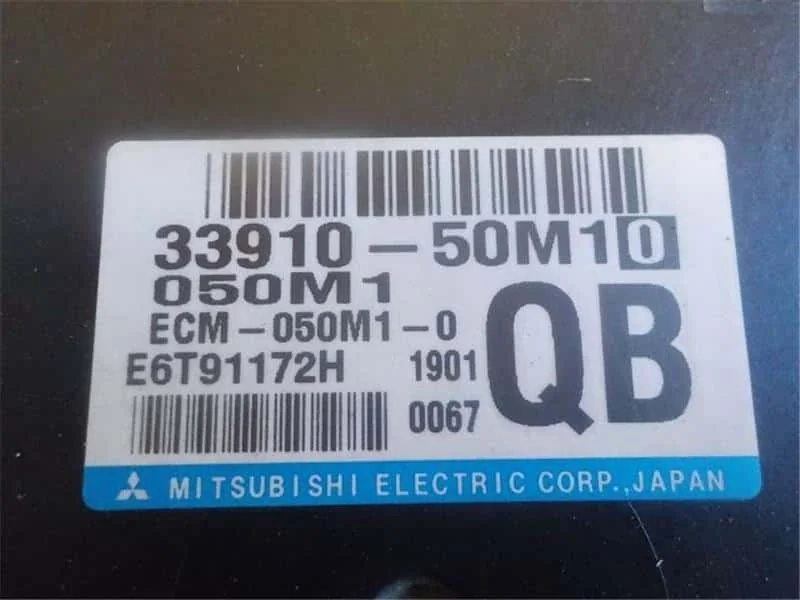 33910-50M10
050M1
ECM-050M1-0
QB
E6T91172H 1901
0067
MITSUBISHI ELECTRIC CORP., JAPAN